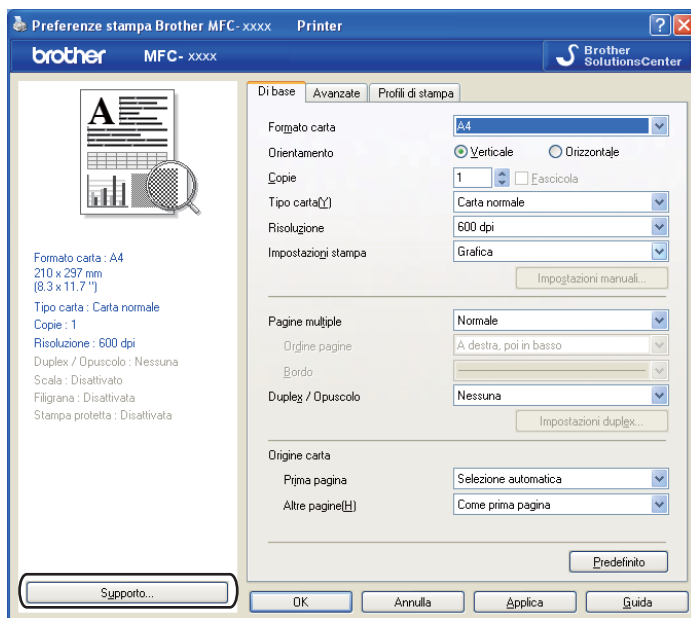 Preferenze stampa Brother MFC- xxxx Printer
brother MFC- xxxx
Brother
SolutionsCenter
A
Formato carta : A4
210 x 297 mm
(8.3 x 11.7 ")
Tipo carta : Carta normale
Copie : 1
Risoluzione : 600 dpi
Duplex / Opuscolo : Nessuna
Scala : Disattivato
Filigrana : Disattivata
Stampa protetta : Disattivata
Supporto...
Di base Avanzate Profili di stampa
Formato carta A4
Orientamento Verticale Orizzontale
Copie 1 Fascicola
Tipo carta(Y) Carta normale
Risoluzione 600 dpi
Impostazioni stampa Grafica
Impostazioni manuali...
Pagine multiple Normale
Ordine pagine A destra, poi in basso
Bordo
Duplex / Opuscolo Nessuna
Impostazioni duplex...
Origine carta
Prima pagina Selezione automatica
Altre pagine(H) Come prima pagina
Predefinito
OK Annulla Applica Guida